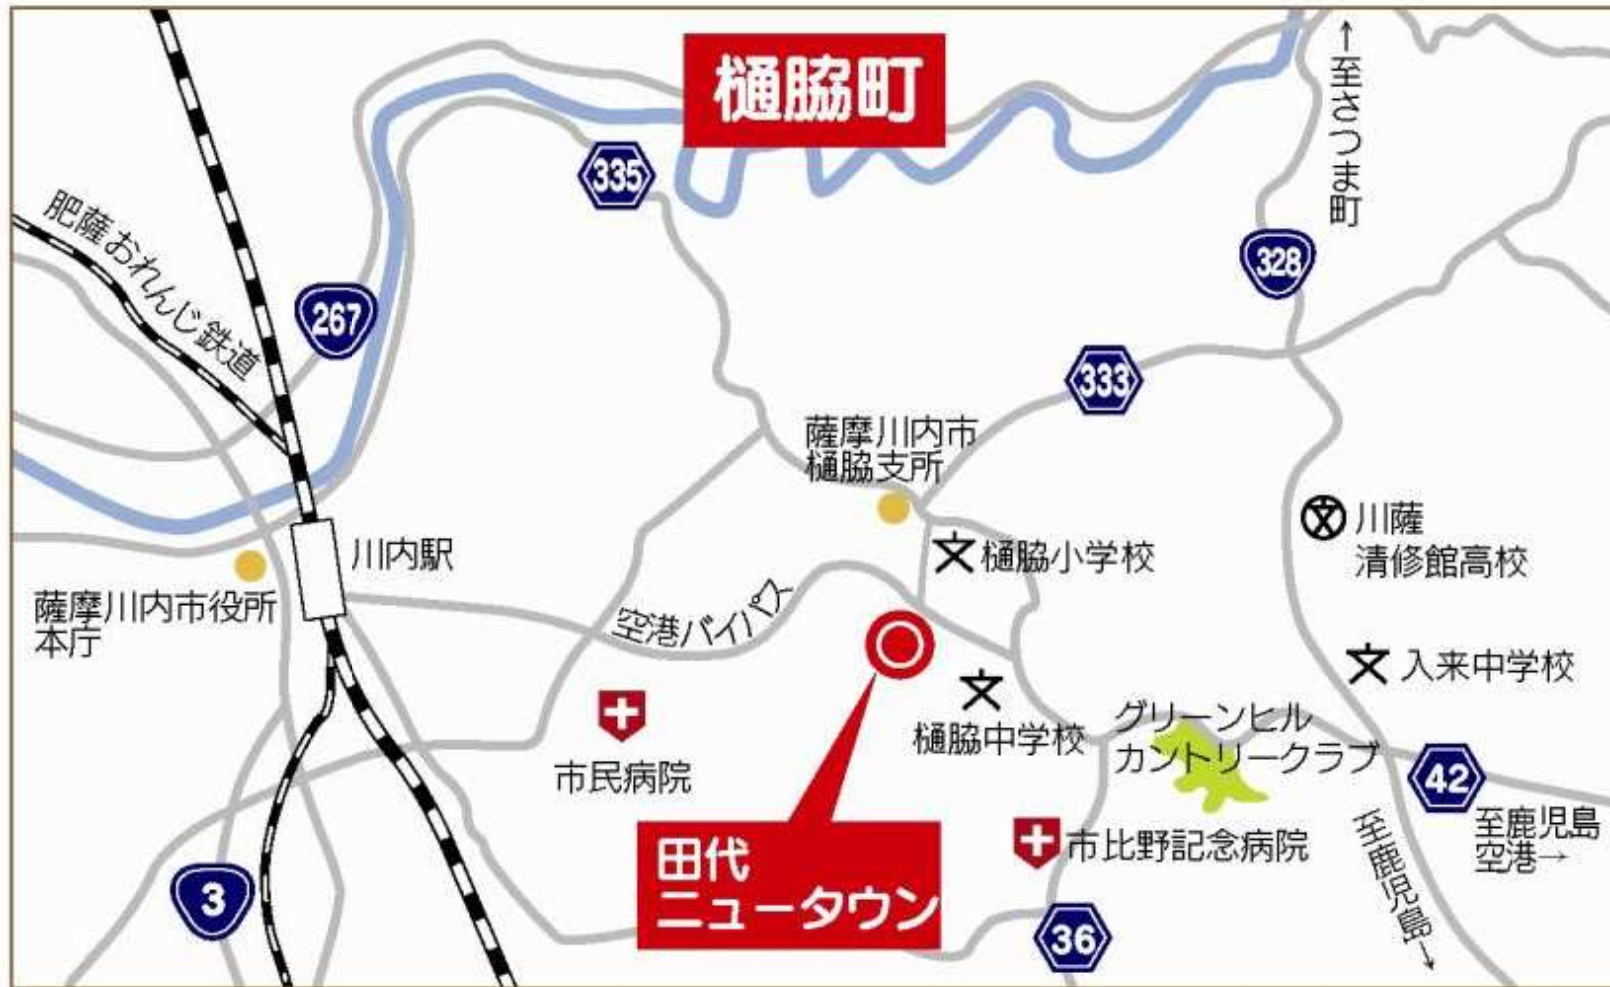 樋脇町
↑至さつま町
335
肥薩おれんじ鉄道
267
328
333
薩摩川内市
樋脇支所
川薩
清修館高校
川内駅
樋脇小学校
薩摩川内市役所
本庁
空港バイパス
入来中学校
樋脇中学校
グリーンヒル
カントリークラブ
市民病院
42
至鹿児島
空港→
市比野記念病院
至鹿児島→
田代
ニュータウン
3
36